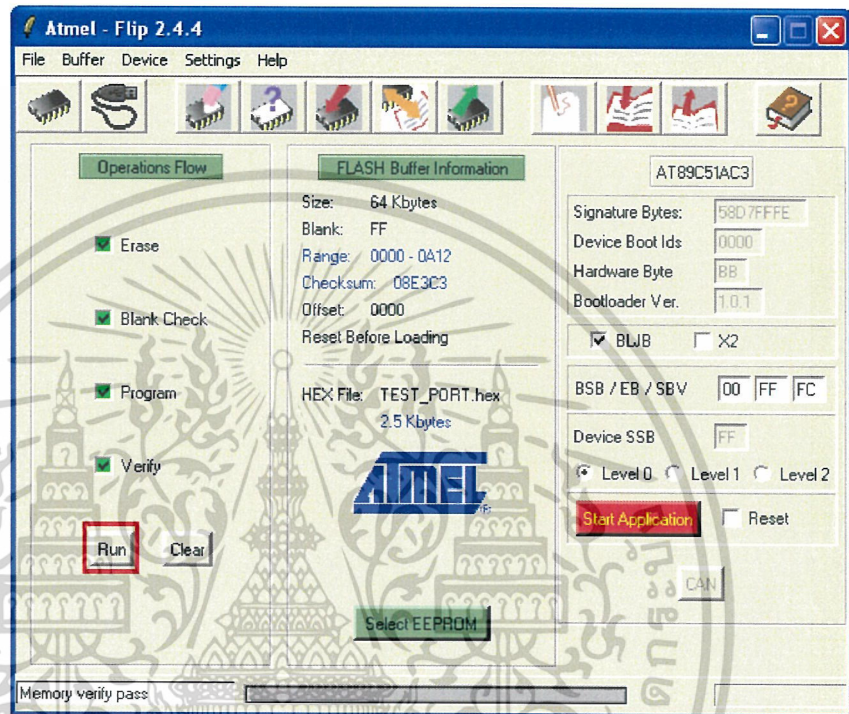 Atmel - Flip 2.4.4
File Buffer Device Settings Help
Operations Flow
Erase
Blank Check
Program
Verify
Run Clear
FLASH Buffer Information
Size: 64 Kbytes
Blank: FF
Range: 0000 - 0A12
Checksum: 08E3C3
Offset: 0000
Reset Before Loading
HEX File: TEST_PORT.hex
2.5 Kbytes
ATMEL
Select EEPROM
AT89C51AC3
Signature Bytes: 58D7FFFE
Device Boot Ids 0000
Hardware Byte BB
Bootloader Ver. 1.0.1
BLJB X2
BSB / EB / SBV 00 FF FC
Device SSB FF
Level 0 Level 1 Level 2
Start Application Reset
CAN
Memory verify pass